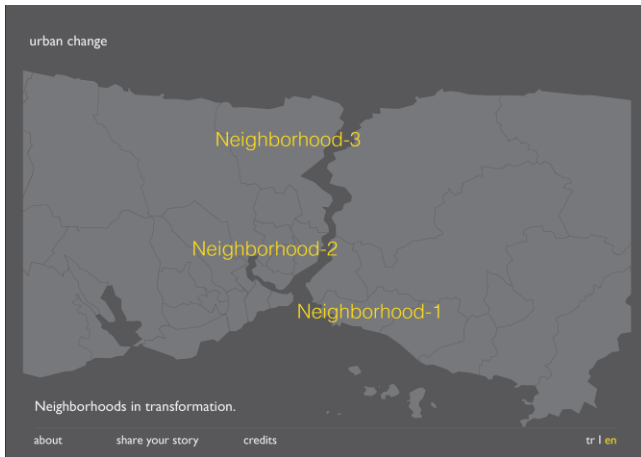 urban change
Neighborhood-3
Neighborhood-2
Neighborhood-1
Neighborhoods in transformation.
about share your story credits tr | en